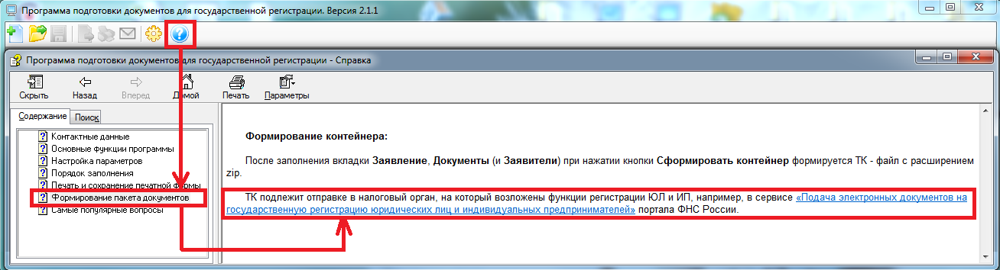 Программа подготовки документов для государственной регистрации. Версия 2.1.1
Программа подготовки документов для государственной регистрации - Справка
Скрыть Назад Вперед Домой Печать Параметры
Содержание Поиск
Контактные данные
Основные функции программы
Настройка параметров
Порядок заполнения
Печать и сохранение печатной формы
Формирование пакета документов
Самые популярные вопросы
Формирование контейнера:
После заполнения вкладки Заявление, Документы (и Заявители) при нажатии кнопки Сформировать контейнер формируется ТК - файл с расширением
zip.
ТК подлежит отправке в налоговый орган, на который возложены функции регистрации ЮЛ и ИП, например, в сервисе «Подача электронных документов на
государственную регистрацию юридических лиц и индивидуальных предпринимателей» портала ФНС России.